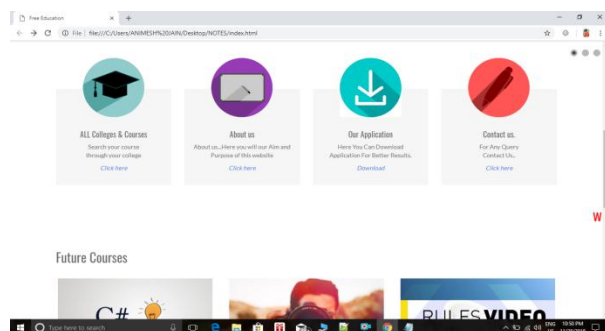 Free Education
File | file:///C:/Users/ANIMESH%20JAIN/Desktop/NOTES/index.html
ALL Colleges & Courses
Search your course
through your college
Click here
About us
About us...Here you will our Aim and
Purpose of this website
Click here
Our Application
Here You Can Download
Application For Better Results.
Download
Contact us.
For Any Query
Contact Us..
Click here
W
Future Courses
C#
RULES VIDEO
Type here to search
ENG
10:50 PM